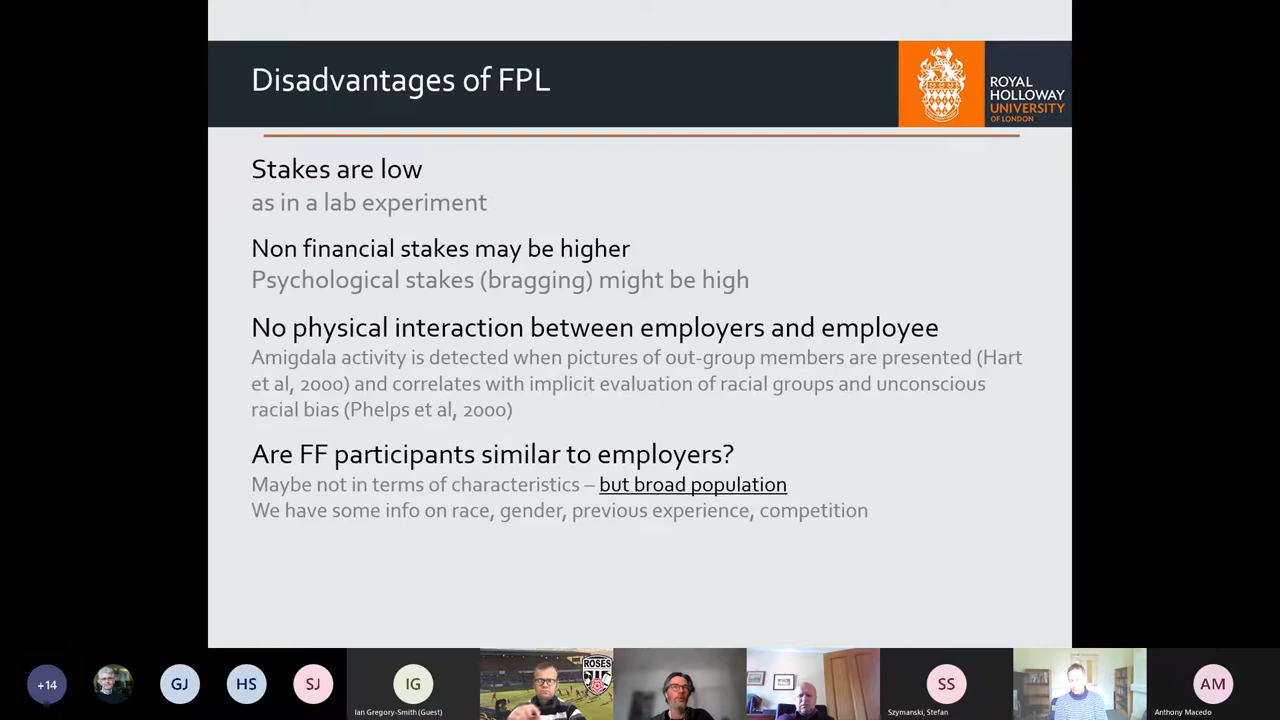 Disadvantages of FPL
ROYAL
HOLLOWAY
UNIVERSITY
OF LONDON
Stakes are low
as in a lab experiment
Non financial stakes may be higher
Psychological stakes (bragging) might be high
No physical interaction between employers and employee
Amigdala activity is detected when pictures of out-group members are presented (Hart
et al, 2000) and correlates with implicit evaluation of racial groups and unconscious
racial bias (Phelps et al, 2000)
Are FF participants similar to employers?
Maybe not in terms of characteristics – but broad population
We have some info on race, gender, previous experience, competition
+14
GJ
HS
SJ
IG
Ian Gregory-Smith (Guest)
ROSES
SS
Szymanski, Stefan
AM
Anthony Macedo